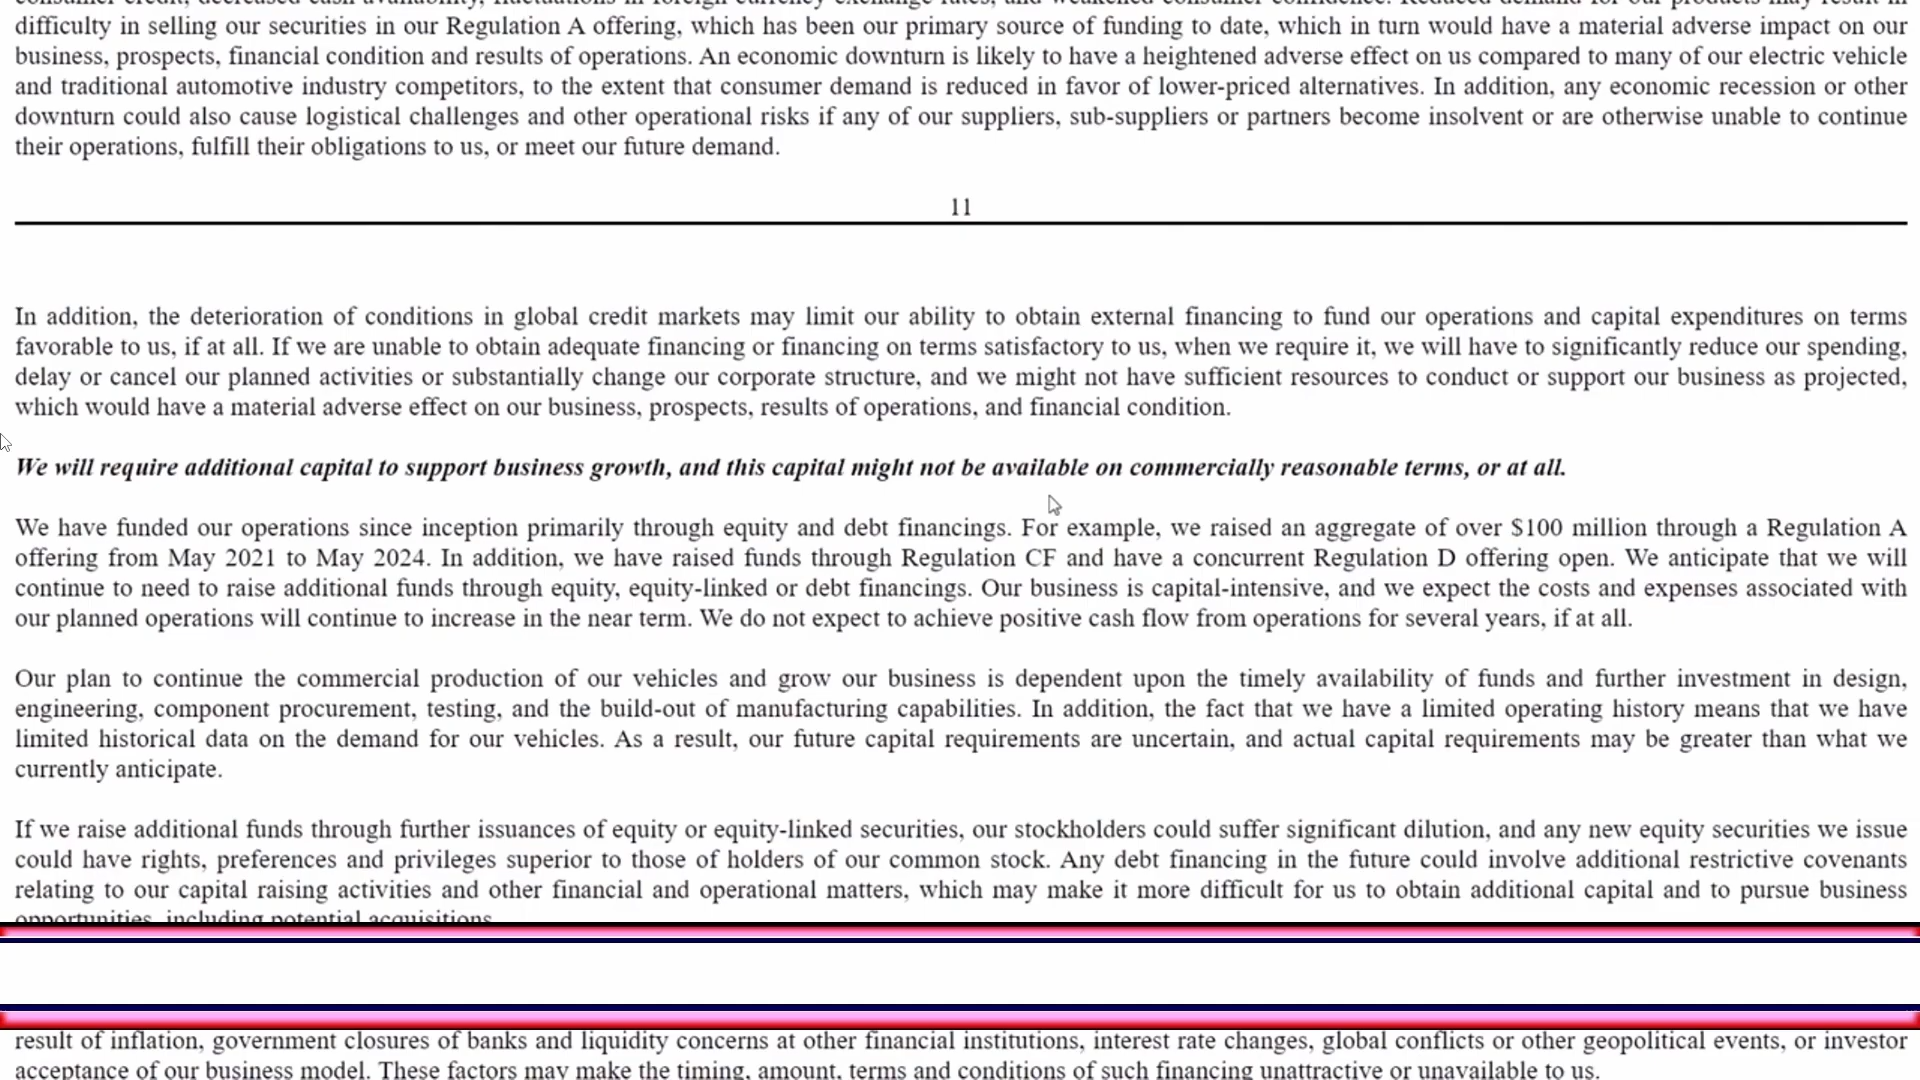 consumer credit, decreased cash availability, fluctuations in foreign currency exchange rates, and weakened consumer confidence. Reduced demand for our products may result in
difficulty in selling our securities in our Regulation A offering, which has been our primary source of funding to date, which in turn would have a material adverse impact on our
business, prospects, financial condition and results of operations. An economic downturn is likely to have a heightened adverse effect on us compared to many of our electric vehicle
and traditional automotive industry competitors, to the extent that consumer demand is reduced in favor of lower-priced alternatives. In addition, any economic recession or other
downturn could also cause logistical challenges and other operational risks if any of our suppliers, sub-suppliers or partners become insolvent or are otherwise unable to continue
their operations, fulfill their obligations to us, or meet our future demand.
11
In addition, the deterioration of conditions in global credit markets may limit our ability to obtain external financing to fund our operations and capital expenditures on terms
favorable to us, if at all. If we are unable to obtain adequate financing or financing on terms satisfactory to us, when we require it, we will have to significantly reduce our spending,
delay or cancel our planned activities or substantially change our corporate structure, and we might not have sufficient resources to conduct or support our business as projected,
which would have a material adverse effect on our business, prospects, results of operations, and financial condition.
We will require additional capital to support business growth, and this capital might not be available on commercially reasonable terms, or at all.
We have funded our operations since inception primarily through equity and debt financings. For example, we raised an aggregate of over $100 million through a Regulation A
offering from May 2021 to May 2024. In addition, we have raised funds through Regulation CF and have a concurrent Regulation D offering open. We anticipate that we will
continue to need to raise additional funds through equity, equity-linked or debt financings. Our business is capital-intensive, and we expect the costs and expenses associated with
our planned operations will continue to increase in the near term. We do not expect to achieve positive cash flow from operations for several years, if at all.
Our plan to continue the commercial production of our vehicles and grow our business is dependent upon the timely availability of funds and further investment in design,
engineering, component procurement, testing, and the build-out of manufacturing capabilities. In addition, the fact that we have a limited operating history means that we have
limited historical data on the demand for our vehicles. As a result, our future capital requirements are uncertain, and actual capital requirements may be greater than what we
currently anticipate.
If we raise additional funds through further issuances of equity or equity-linked securities, our stockholders could suffer significant dilution, and any new equity securities we issue
could have rights, preferences and privileges superior to those of holders of our common stock. Any debt financing in the future could involve additional restrictive covenants
relating to our capital raising activities and other financial and operational matters, which may make it more difficult for us to obtain additional capital and to pursue business
opportunities, including potential acquisitions.
result of inflation, government closures of banks and liquidity concerns at other financial institutions, interest rate changes, global conflicts or other geopolitical events, or investor
acceptance of our business model. These factors may make the timing, amount, terms and conditions of such financing unattractive or unavailable to us.